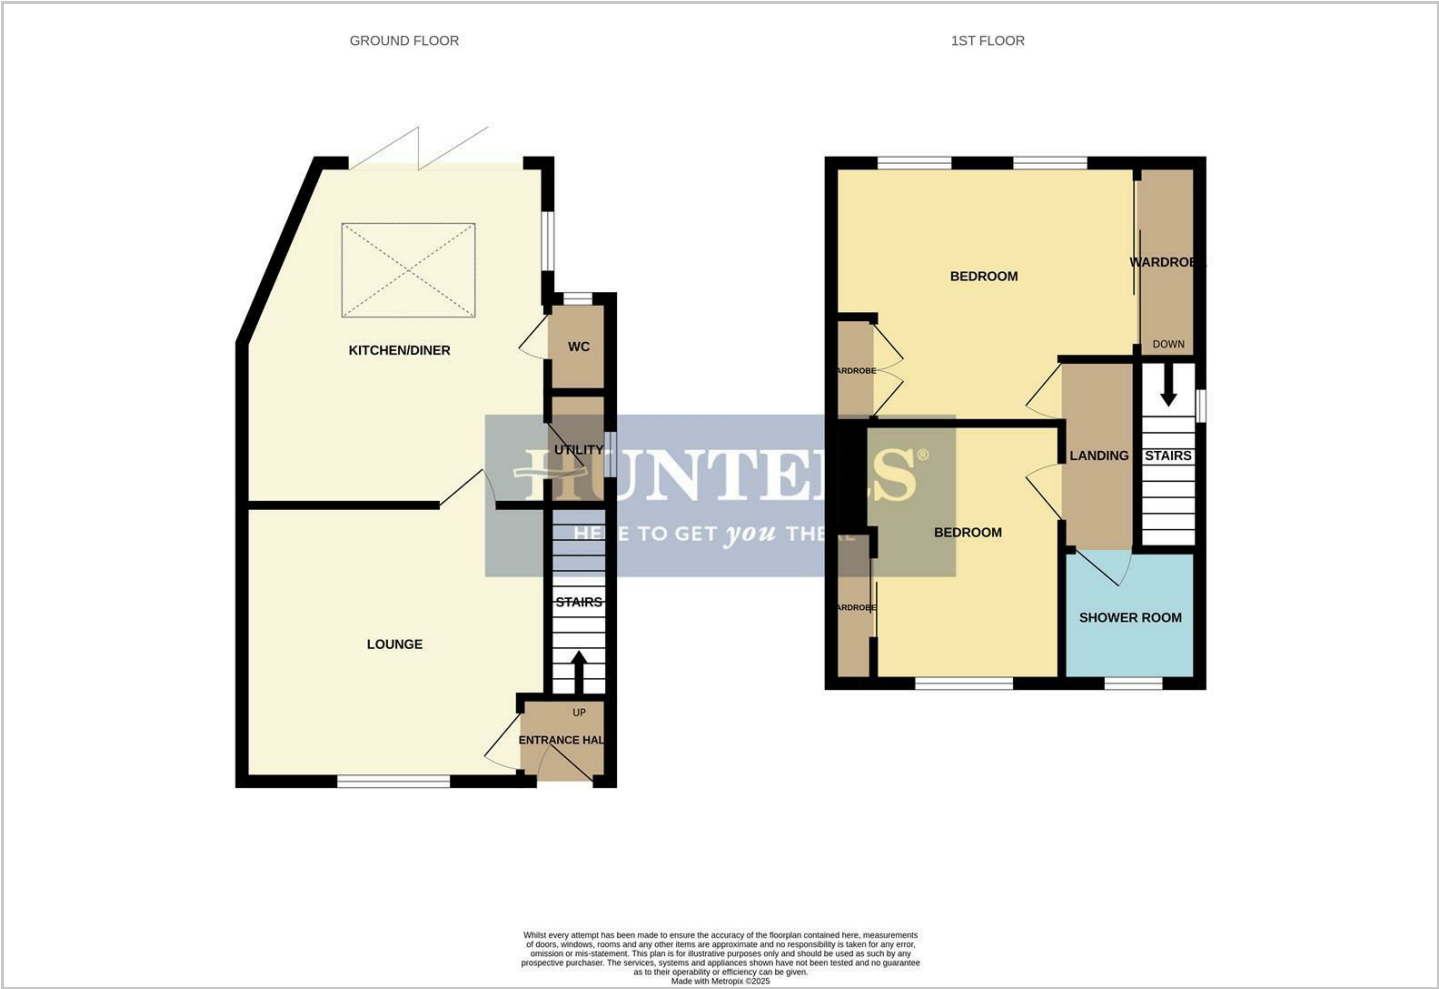 GROUND FLOOR
1ST FLOOR
KITCHEN/DINER
WC
UTILITY
STAIRS
LOUNGE
UP
ENTRANCE HAL
BEDROOM
WARDROBE
DOWN
ARDROBE
LANDING
STAIRS
BEDROOM
ARDROBE
SHOWER ROOM
HUNTERS®
HERE TO GET you THERE
Whilst every attempt has been made to ensure the accuracy of the floorplan contained here, measurements
of doors, windows, rooms and any other items are approximate and no responsibility is taken for any error,
omission or mis-statement. This plan is for illustrative purposes only and should be used as such by any
prospective purchaser. The services, systems and appliances shown have not been tested and no guarantee
as to their operability or efficiency can be given.
Made with Metropix ©2025